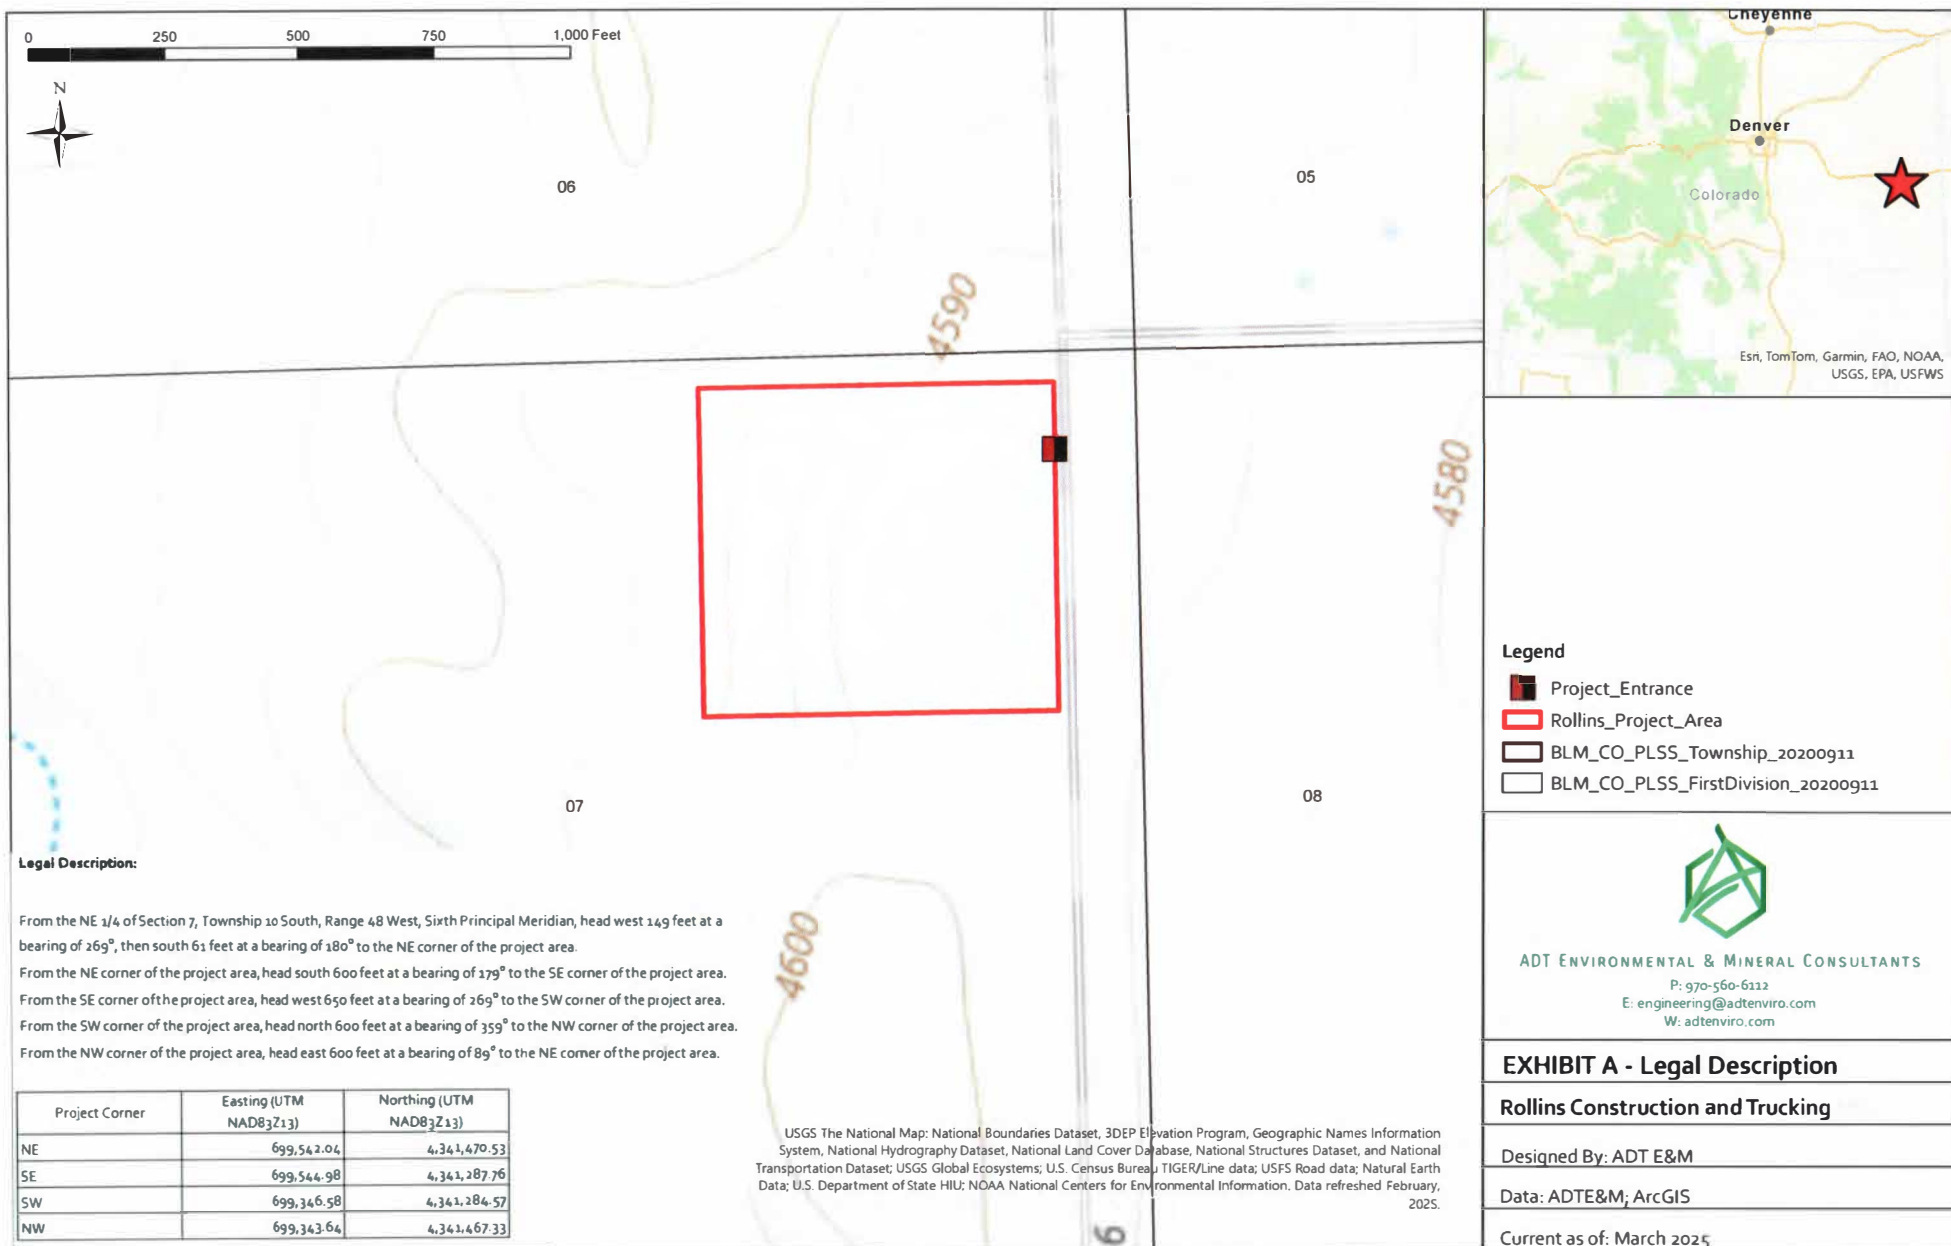 0 250 500 750 1,000 Feet
N
06
05
4590
4580
07
08
4600
6
Legal Description:
From the NE 1/4 of Section 7, Township 10 South, Range 48 West, Sixth Principal Meridian, head west 149 feet at a
bearing of 269°, then south 61 feet at a bearing of 180° to the NE corner of the project area.
From the NE corner of the project area, head south 600 feet at a bearing of 179° to the SE corner of the project area.
From the SE corner of the project area, head west 650 feet at a bearing of 269° to the SW corner of the project area.
From the SW corner of the project area, head north 600 feet at a bearing of 359° to the NW corner of the project area.
From the NW corner of the project area, head east 600 feet at a bearing of 89° to the NE corner of the project area.
Project Corner Easting (UTM NAD83Z13) Northing (UTM NAD83Z13)
NE 699,542.04 4,341,470.53
SE 699,544.98 4,341,287.76
SW 699,346.58 4,341,284.57
NW 699,343.64 4,341,467.33
USGS The National Map: National Boundaries Dataset, 3DEP Elevation Program, Geographic Names Information
System, National Hydrography Dataset, National Land Cover Database, National Structures Dataset, and National
Transportation Dataset; USGS Global Ecosystems; U.S. Census Bureau TIGER/Line data; USFS Road data; Natural Earth
Data; U.S. Department of State HIU; NOAA National Centers for Environmental Information. Data refreshed February,
2025.
Cheyenne
Denver
Colorado
Esri, TomTom, Garmin, FAO, NOAA,
USGS, EPA, USFWS
Legend
Project_Entrance
Rollins_Project_Area
BLM_CO_PLSS_Township_20200911
BLM_CO_PLSS_FirstDivision_20200911
ADT ENVIRONMENTAL & MINERAL CONSULTANTS
P: 970-560-6112
E: engineering@adtenviro.com
W: adtenviro.com
EXHIBIT A - Legal Description
Rollins Construction and Trucking
Designed By: ADT E&M
Data: ADTE&M; ArcGIS
Current as of: March 2025